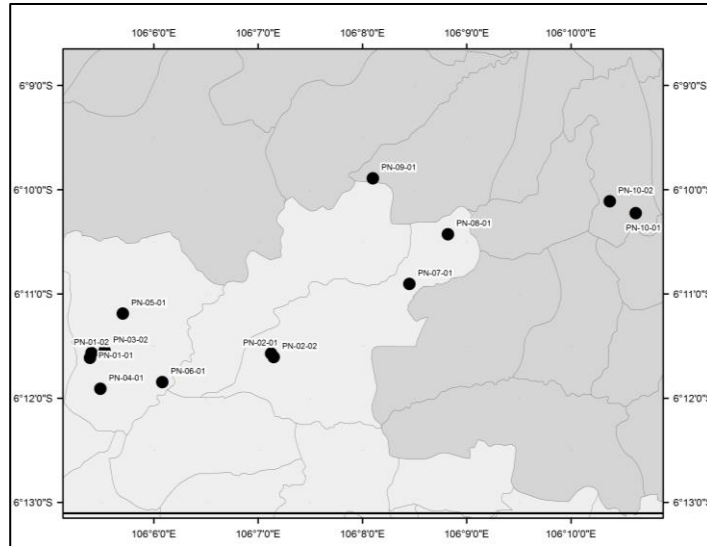 106°6'0"E 106°7'0"E 106°8'0"E 106°9'0"E 106°10'0"E
6°9'0"S 6°9'0"S
PN-09-01
6°10'0"S 6°10'0"S
PN-10-02
PN-10-01
PN-08-01
PN-07-01
6°11'0"S 6°11'0"S
PN-05-01
PN-01-02 PN-03-02
PN-01-01
PN-02-01 PN-02-02
PN-04-01
PN-06-01
6°12'0"S 6°12'0"S
6°13'0"S 6°13'0"S
106°6'0"E 106°7'0"E 106°8'0"E 106°9'0"E 106°10'0"E